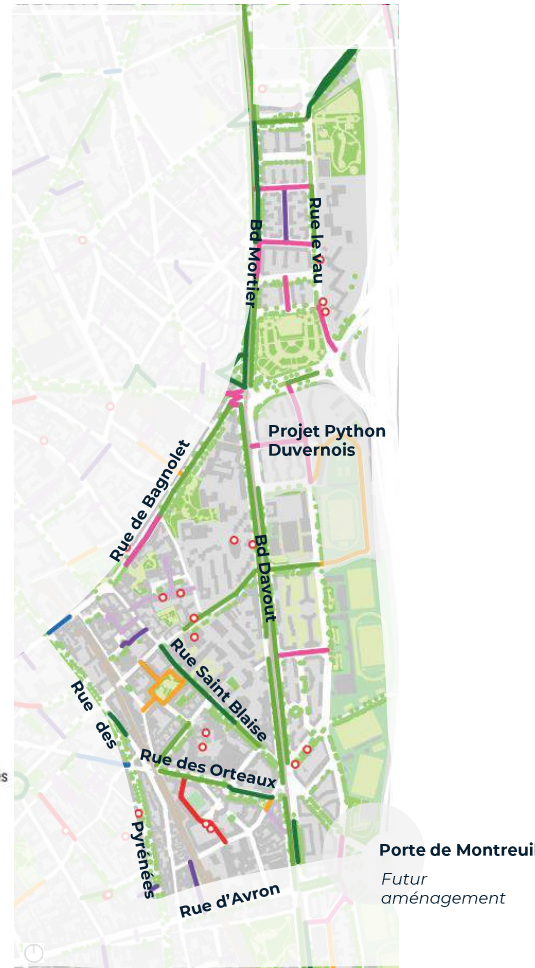 Rue le Vau
Bd Mortier
Projet Python
Duvernois
Rue de Bagnolet
Bd Davout
Rue Saint Blaise
Rue des
Pyrénées
Rue des Orteaux
Porte de Montreuil
Futur
aménagement
Rue d'Avron